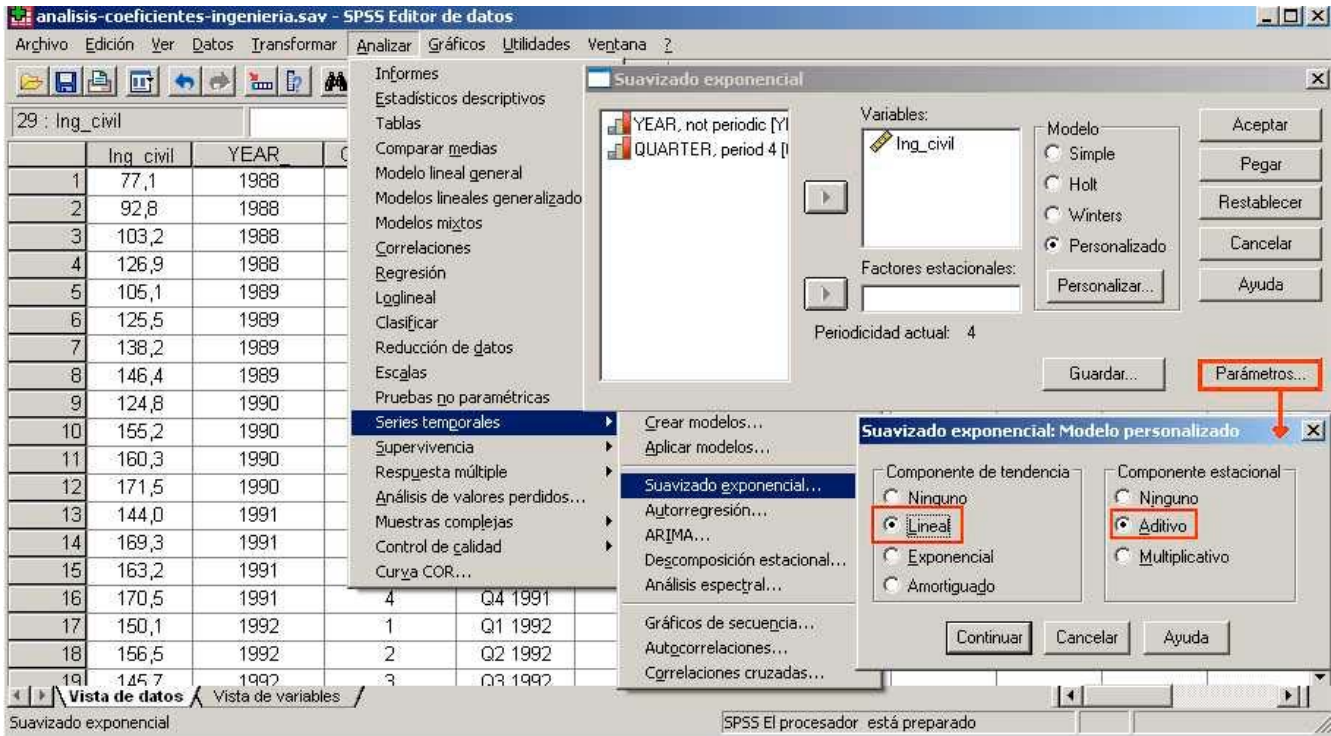 analisis-coeficientes-ingenieria.sav - SPSS Editor de datos
Archivo Edición Ver Datos Transformar Analizar Gráficos Utilidades Ventana ?
29 : Ing_civil
Ing_civil YEAR_
1 77,1 1988
2 92,8 1988
3 103,2 1988
4 126,9 1988
5 105,1 1989
6 125,5 1989
7 138,2 1989
8 146,4 1989
9 124,8 1990
10 155,2 1990
11 160,3 1990
12 171,5 1990
13 144,0 1991
14 169,3 1991
15 163,2 1991
16 170,5 1991 4 Q4 1991
17 150,1 1992 1 Q1 1992
18 156,5 1992 2 Q2 1992
19 145,7 1992 3 Q3 1992
Informes
Estadísticos descriptivos
Tablas
Comparar medias
Modelo lineal general
Modelos lineales generalizado
Modelos mixtos
Correlaciones
Regresión
Loglineal
Clasificar
Reducción de datos
Escalas
Pruebas no paramétricas
Series temporales
Supervivencia
Respuesta múltiple
Análisis de valores perdidos...
Muestras complejas
Control de calidad
Curva COR...
Crear modelos...
Aplicar modelos...
Suavizado exponencial...
Autorregresión...
ARIMA...
Descomposición estacional...
Análisis espectral...
Gráficos de secuencia...
Autocorrelaciones...
Correlaciones cruzadas...
Suavizado exponencial
YEAR, not periodic [YE
QUARTER, period 4 [
Variables:
Ing_civil
Factores estacionales:
Periodicidad actual: 4
Modelo
Simple
Holt
Winters
Personalizado
Personalizar...
Aceptar
Pegar
Restablecer
Cancelar
Ayuda
Guardar...
Parámetros...
Suavizado exponencial: Modelo personalizado
Componente de tendencia
Ninguno
Lineal
Exponencial
Amortiguado
Componente estacional
Ninguno
Aditivo
Multiplicativo
Continuar
Cancelar
Ayuda
Vista de datos Vista de variables
Suavizado exponencial
SPSS El procesador está preparado